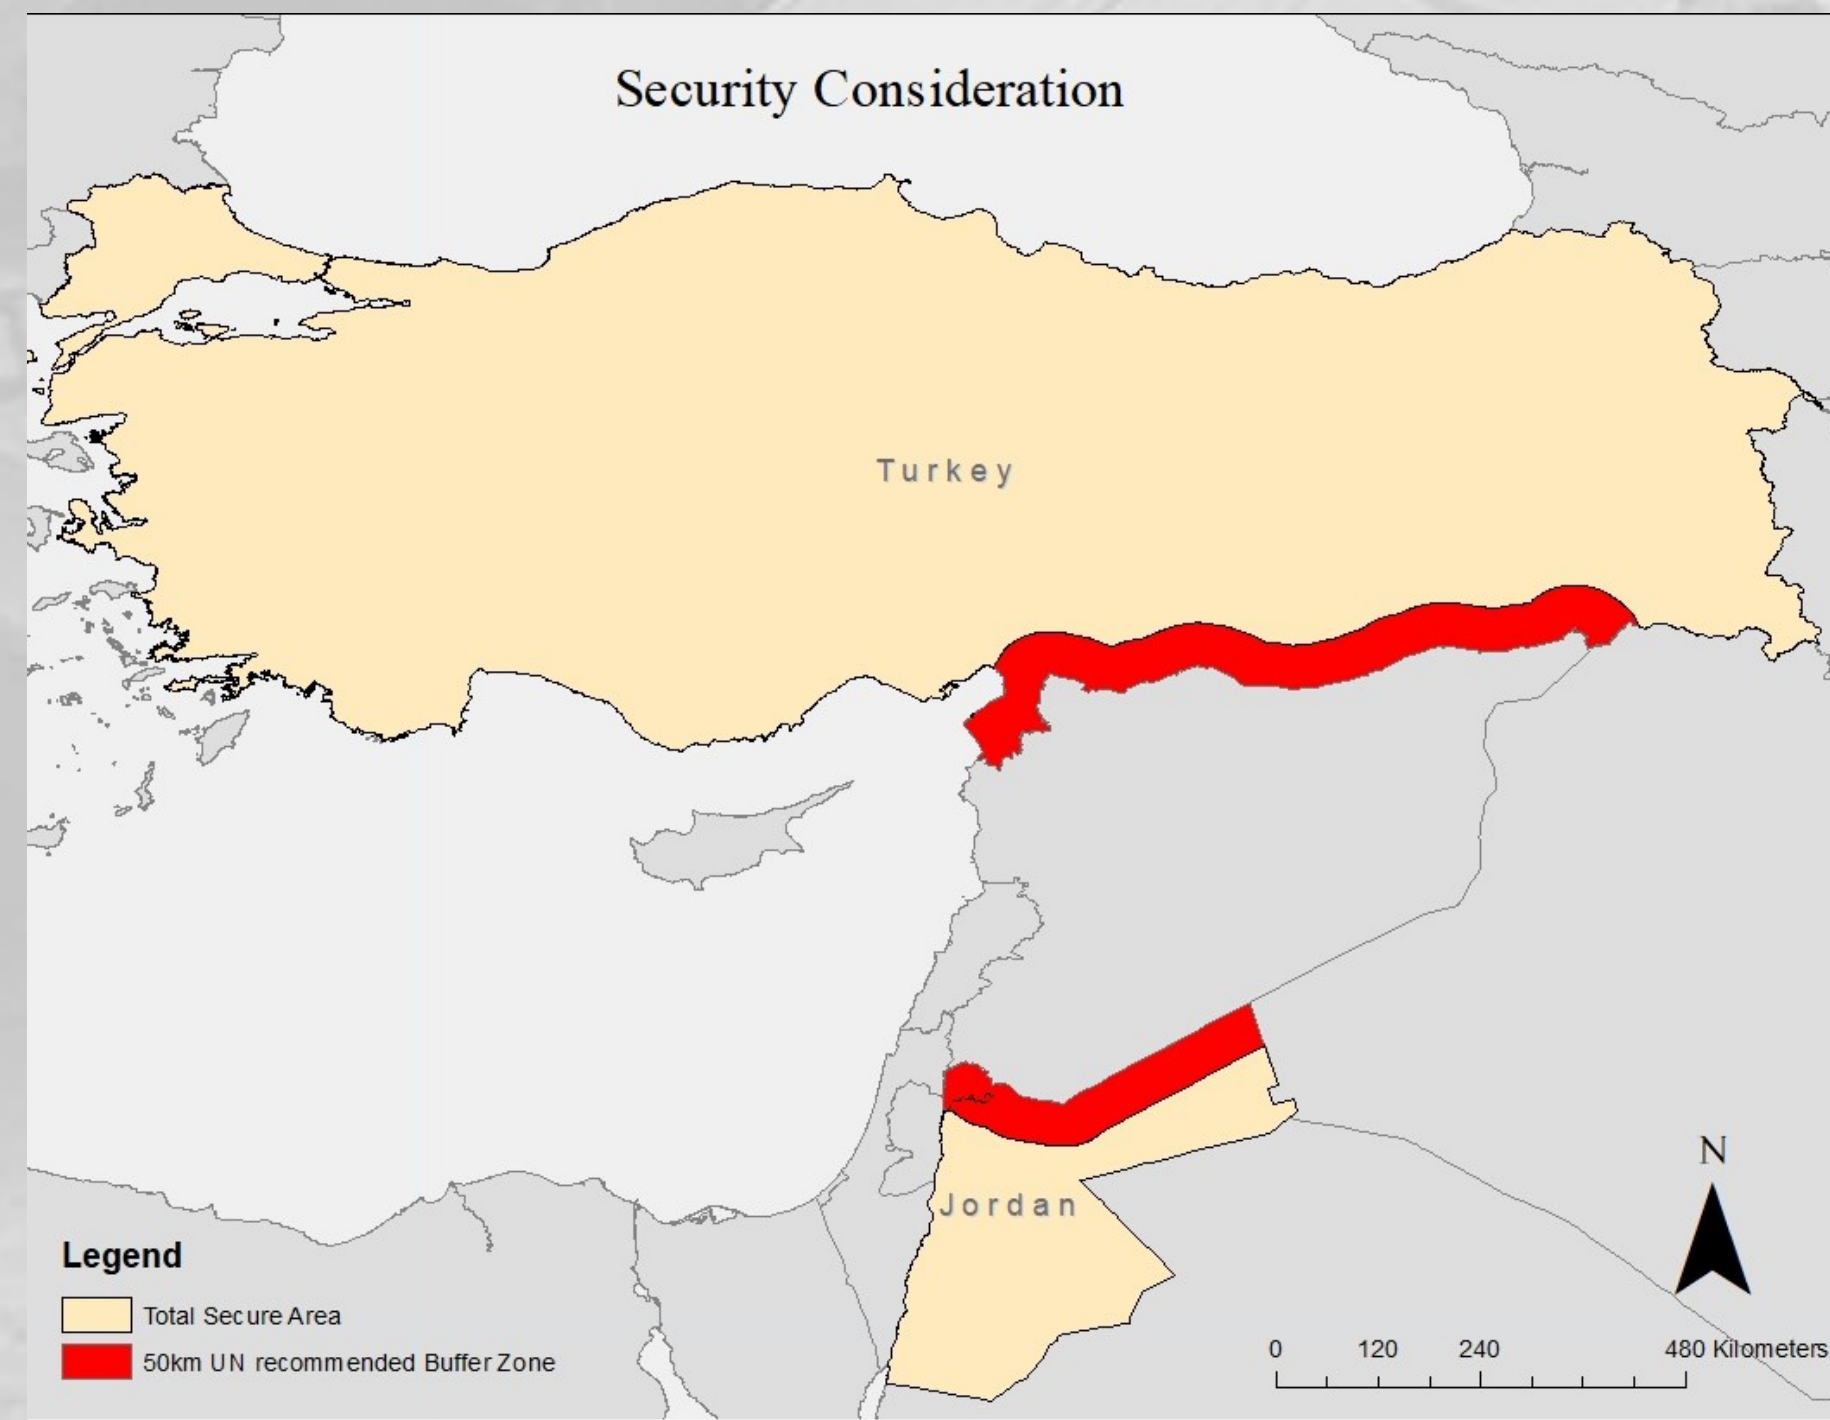 Security Consideration
Turkey
Jordan
N
Legend
Total Secure Area
50km UN recommended Buffer Zone
0 120 240 480 Kilometers